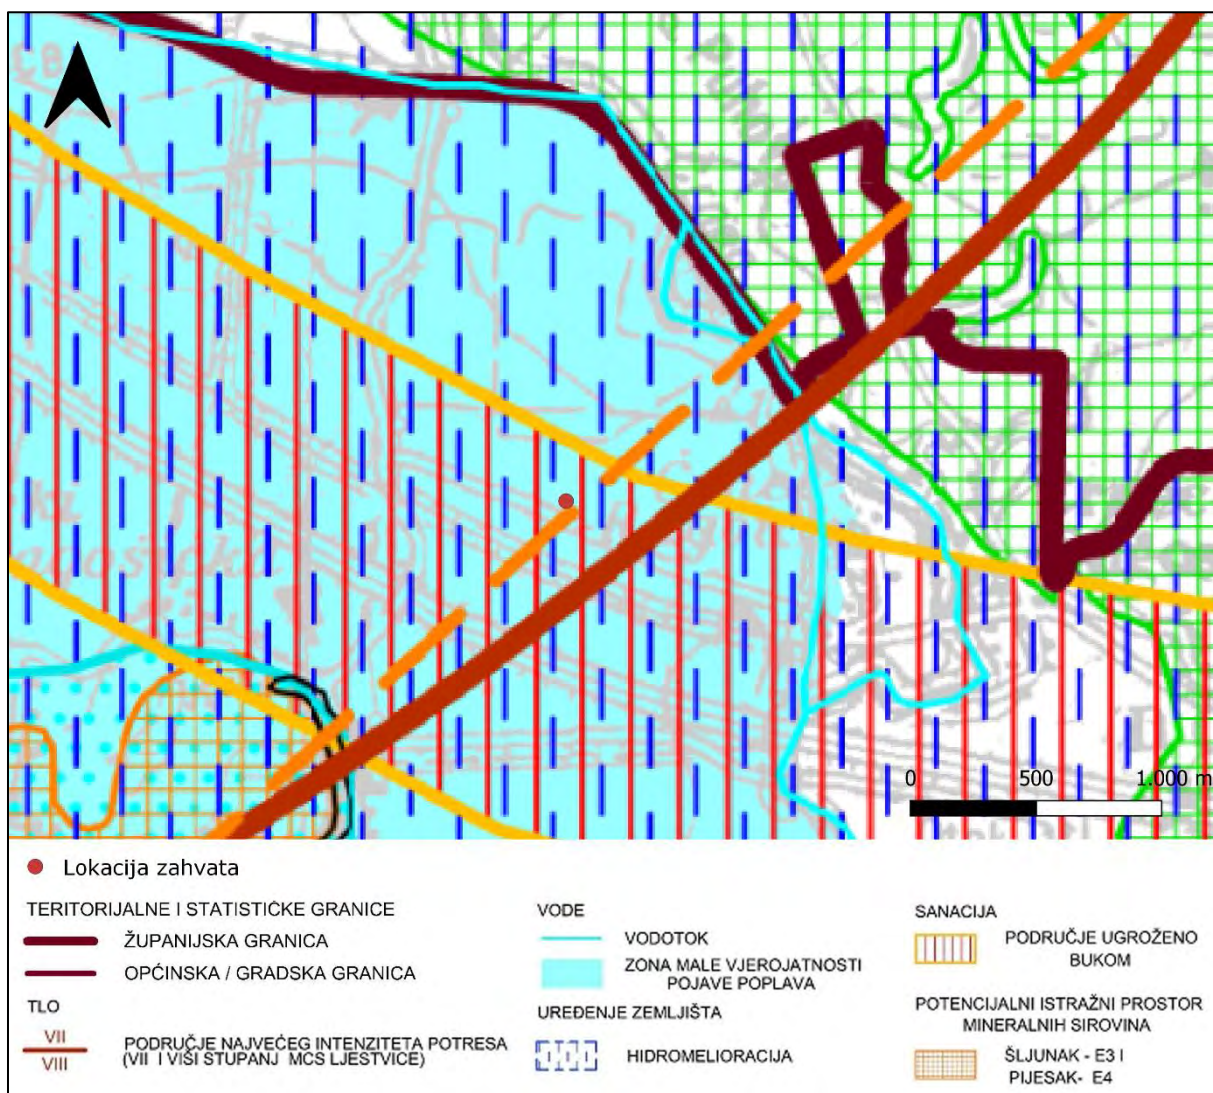 0 500 1.000 m
Lokacija zahvata
TERITORIJALNE I STATISTIČKE GRANICE
ŽUPANIJSKA GRANICA
OPĆINSKA / GRADSKA GRANICA
TLO
VII
VIII
PODRUČJE NAJVEĆEG INTENZITETA POTRESA
(VII I VIŠI STUPANJ MCS LJESTVICE)
VODE
VODOTOK
ZONA MALE VJEROJATNOSTI
POJAVE POPLAVA
UREĐENJE ZEMLJIŠTA
HIDROMELIORACIJA
SANACIJA
PODRUČJE UGROŽENO
BUKOM
POTENCIJALNI ISTRAŽNI PROSTOR
MINERALNIH SIROVINA
ŠLJUNAK - E3 I
PIJESAK- E4